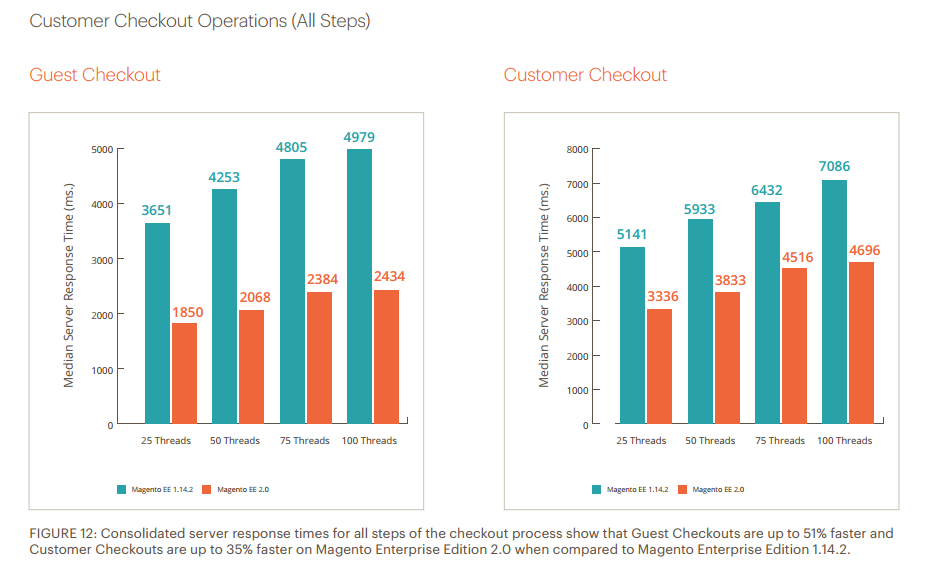 Customer Checkout Operations (All Steps)
Guest Checkout
Median Server Response Time (ms.)
5000
4000
3000
2000
1000
0
3651
1850
4253
2068
4805
2384
4979
2434
25 Threads
50 Threads
75 Threads
100 Threads
Magento EE 1.14.2
Magento EE 2.0
Customer Checkout
Median Server Response Time (ms.)
8000
7000
6000
5000
4000
3000
2000
1000
0
5141
3336
5933
3833
6432
4516
7086
4696
25 Threads
50 Threads
75 Threads
100 Threads
Magento EE 1.14.2
Magento EE 2.0
FIGURE 12: Consolidated server response times for all steps of the checkout process show that Guest Checkouts are up to 51% faster and
Customer Checkouts are up to 35% faster on Magento Enterprise Edition 2.0 when compared to Magento Enterprise Edition 1.14.2.